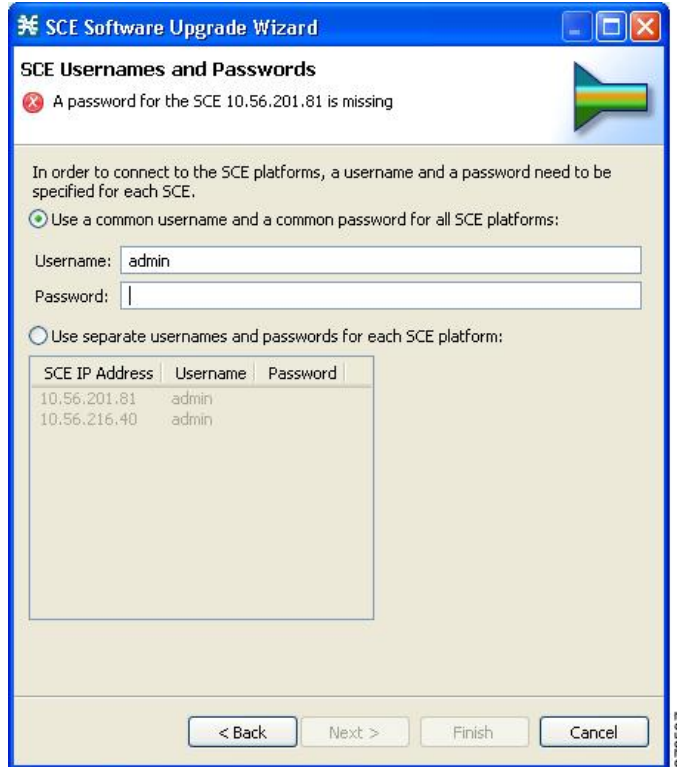 SCE Software Upgrade Wizard
SCE Usernames and Passwords
A password for the SCE 10.56.201.81 is missing
In order to connect to the SCE platforms, a username and a password need to be
specified for each SCE.
Use a common username and a common password for all SCE platforms:
Username: admin
Password:
Use separate usernames and passwords for each SCE platform:
SCE IP Address Username Password
10.56.201.81 admin
10.56.216.40 admin
< Back Next > Finish Cancel